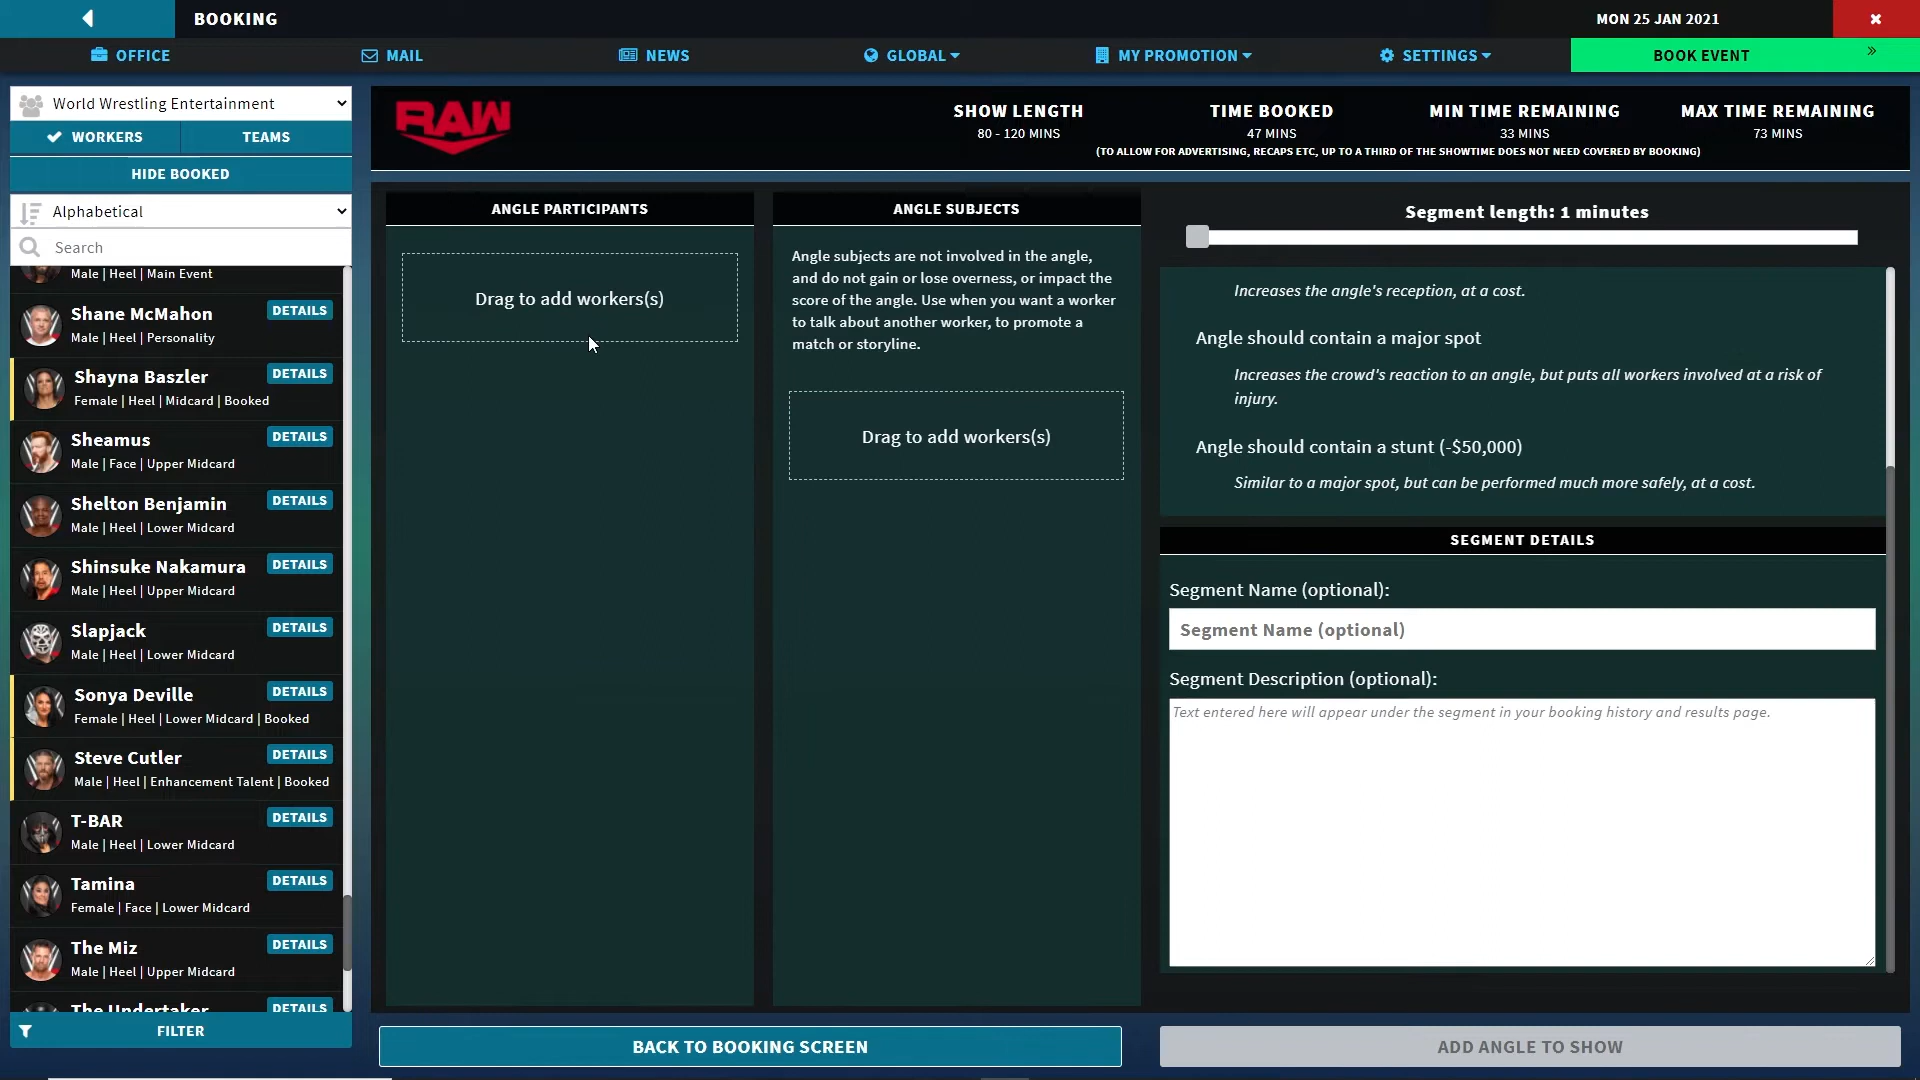 BOOKING
MON 25 JAN 2021
OFFICE
MAIL
NEWS
GLOBAL
MY PROMOTION
SETTINGS
BOOK EVENT
World Wrestling Entertainment
WORKERS
TEAMS
HIDE BOOKED
Alphabetical
Search
Male | Heel | Main Event
Shane McMahon
DETAILS
Male | Heel | Personality
Shayna Baszler
DETAILS
Female | Heel | Midcard | Booked
Sheamus
DETAILS
Male | Face | Upper Midcard
Shelton Benjamin
DETAILS
Male | Heel | Lower Midcard
Shinsuke Nakamura
DETAILS
Male | Heel | Upper Midcard
Slapjack
DETAILS
Male | Heel | Lower Midcard
Sonya Deville
DETAILS
Female | Heel | Lower Midcard | Booked
Steve Cutler
DETAILS
Male | Heel | Enhancement Talent | Booked
T-BAR
DETAILS
Male | Heel | Lower Midcard
Tamina
DETAILS
Female | Face | Lower Midcard
The Miz
DETAILS
Male | Heel | Upper Midcard
The Undertaker
DETAILS
FILTER
RAW
SHOW LENGTH
80 - 120 MINS
TIME BOOKED
47 MINS
MIN TIME REMAINING
33 MINS
MAX TIME REMAINING
73 MINS
(TO ALLOW FOR ADVERTISING, RECAPS ETC, UP TO A THIRD OF THE SHOWTIME DOES NOT NEED COVERED BY BOOKING)
ANGLE PARTICIPANTS
Drag to add workers(s)
ANGLE SUBJECTS
Angle subjects are not involved in the angle,
and do not gain or lose overness, or impact the
score of the angle. Use when you want a worker
to talk about another worker, to promote a
match or storyline.
Drag to add workers(s)
Segment length: 1 minutes
Increases the angle's reception, at a cost.
Angle should contain a major spot
Increases the crowd's reaction to an angle, but puts all workers involved at a risk of
injury.
Angle should contain a stunt (-$50,000)
Similar to a major spot, but can be performed much more safely, at a cost.
SEGMENT DETAILS
Segment Name (optional):
Segment Name (optional)
Segment Description (optional):
Text entered here will appear under the segment in your booking history and results page.
BACK TO BOOKING SCREEN
ADD ANGLE TO SHOW